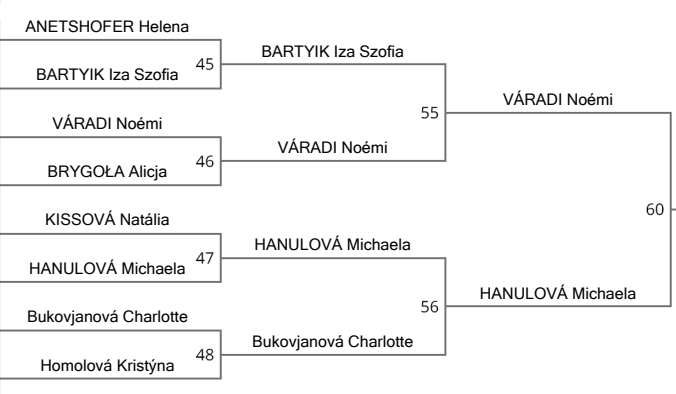 ANETSHOFER Helena
45
BARTYIK Iza Szofia
VÁRADI Noémi
46
BRYGOŁA Alicja
KISSOVÁ Natália
47
HANULOVÁ Michaela
Bukovjanová Charlotte
48
Homolová Kristýna
BARTYIK Iza Szofia
55
VÁRADI Noémi
HANULOVÁ Michaela
56
Bukovjanová Charlotte
VÁRADI Noémi
60
HANULOVÁ Michaela